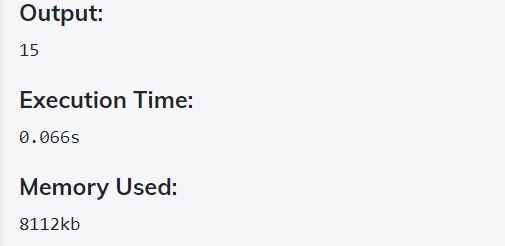 Output:
15
Execution Time:
0.066s
Memory Used:
8112kb